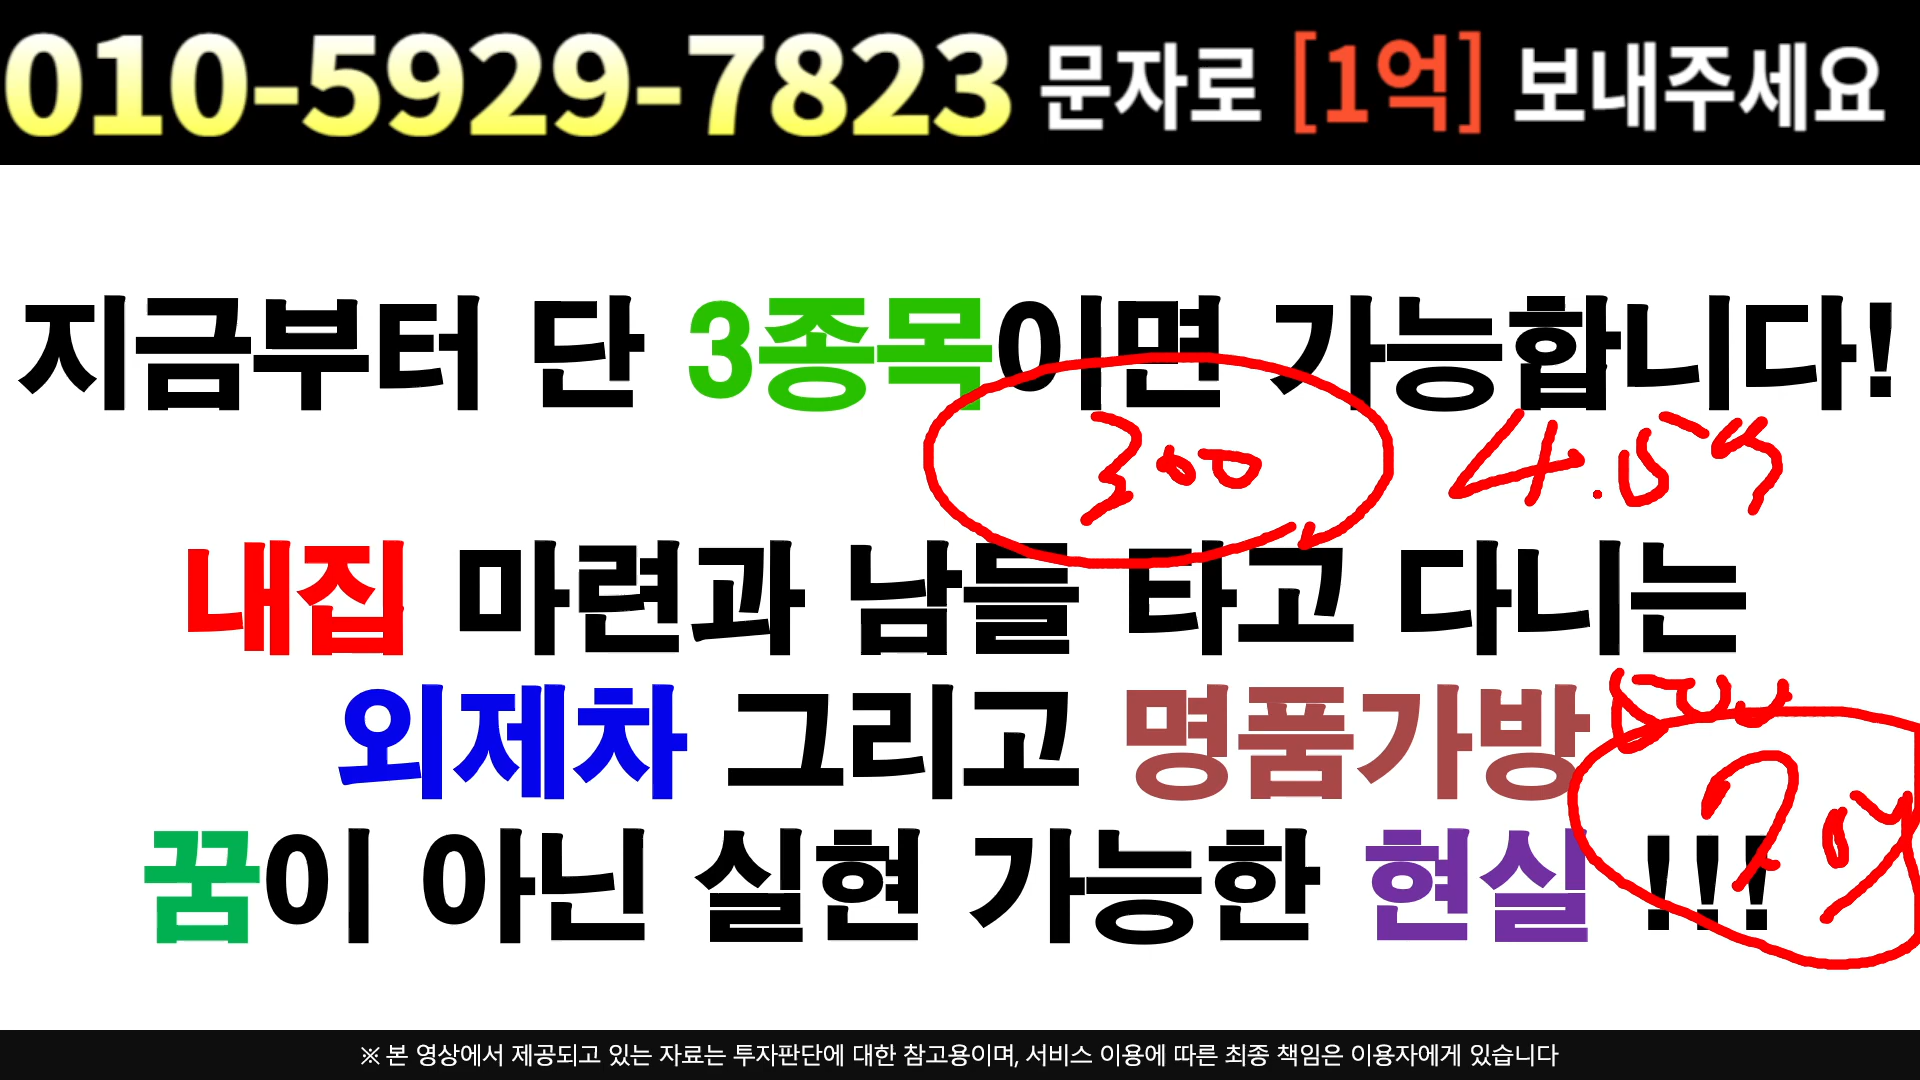 010-5929-7823 문자로 [1억] 보내주세요
지금부터 단 3종목이면 가능합니다!
300
4.5억
내집 마련과 남들 타고 다니는
외제차 그리고 명품가방
500
꿈이 아닌 실현 가능한 현실 !!!
※ 본 영상에서 제공되고 있는 자료는 투자판단에 대한 참고용이며, 서비스 이용에 따른 최종 책임은 이용자에게 있습니다